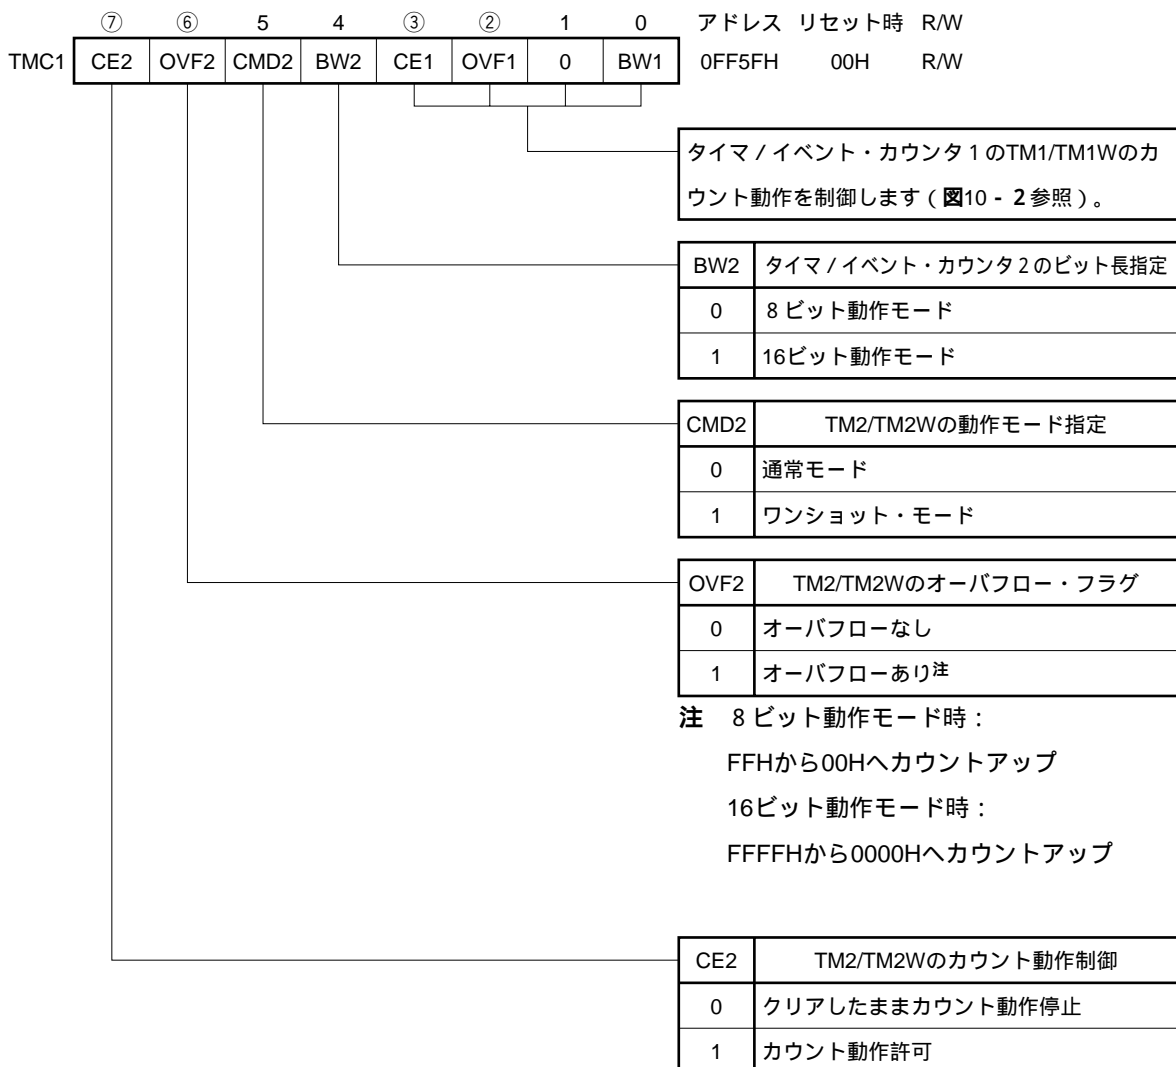 ⑦ ⑥ 5 4 ③ ② 1 0 アドレス リセット時 R/W
TMC1 CE2 OVF2 CMD2 BW2 CE1 OVF1 0 BW1 0FF5FH 00H R/W
タイマ/イベント・カウンタ1のTM1/TM1Wのカ
ウント動作を制御します(図10-2参照)。
BW2 タイマ/イベント・カウンタ2のビット長指定
0 8ビット動作モード
1 16ビット動作モード
CMD2 TM2/TM2Wの動作モード指定
0 通常モード
1 ワンショット・モード
OVF2 TM2/TM2Wのオーバフロー・フラグ
0 オーバフローなし
1 オーバフローあり注
注 8ビット動作モード時:
FFHから00Hへカウントアップ
16ビット動作モード時:
FFFFHから0000Hへカウントアップ
CE2 TM2/TM2Wのカウント動作制御
0 クリアしたままカウント動作停止
1 カウント動作許可